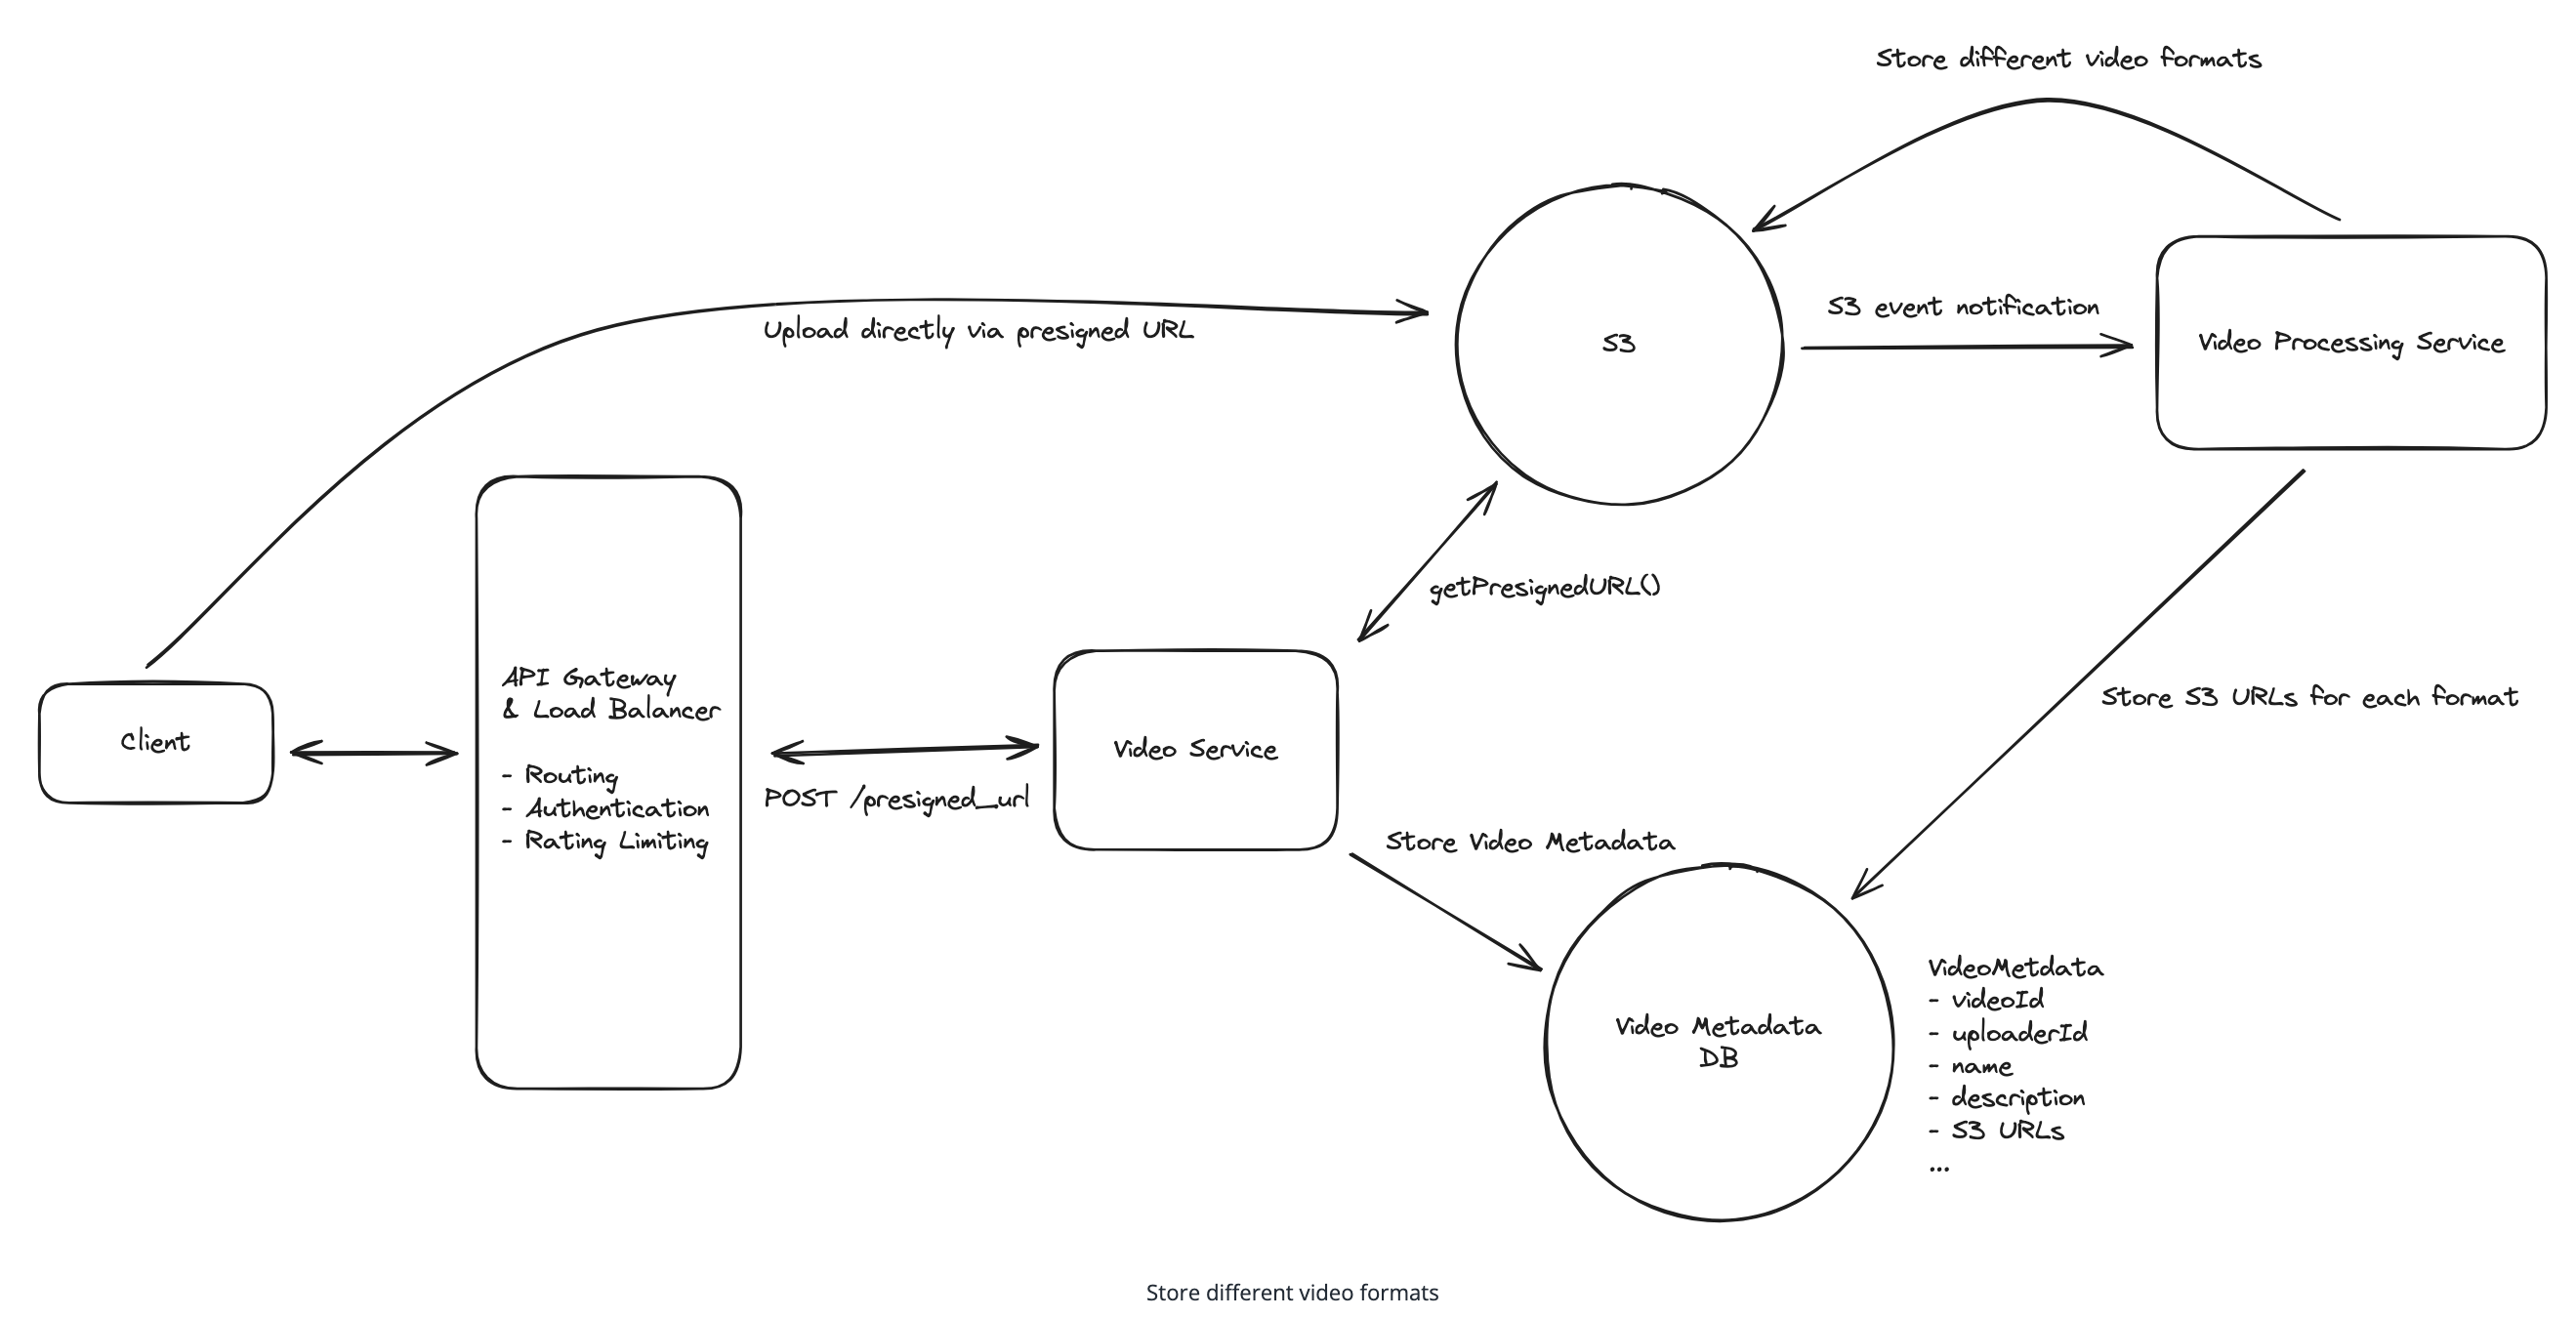 Store different video formats
Upload directly via presigned URL
S3
S3 event notification
Video Processing Service
getPresignedURL()
Client
API Gateway
& Load Balancer
- Routing
- Authentication
- Rating Limiting
POST /presigned_url
Video Service
Store S3 URLs for each format
Store Video Metadata
Video Metadata
DB
VideoMetdata
- videoId
- uploaderId
- name
- description
- S3 URLs
...
Store different video formats